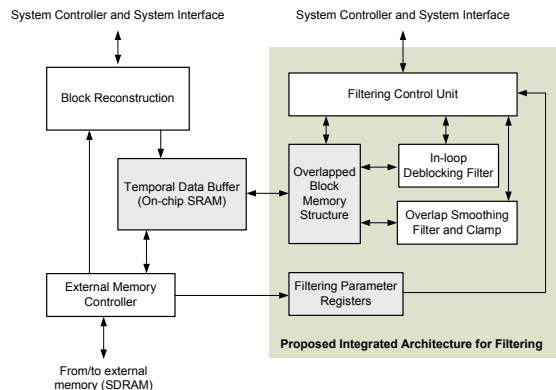 System Controller and System Interface
System Controller and System Interface
Block Reconstruction
Filtering Control Unit
Temporal Data Buffer
(On-chip SRAM)
Overlapped
Block
Memory
Structure
In-loop
Deblocking Filter
Overlap Smoothing
Filter and Clamp
External Memory
Controller
Filtering Parameter
Registers
Proposed Integrated Architecture for Filtering
From/to external
memory (SDRAM)